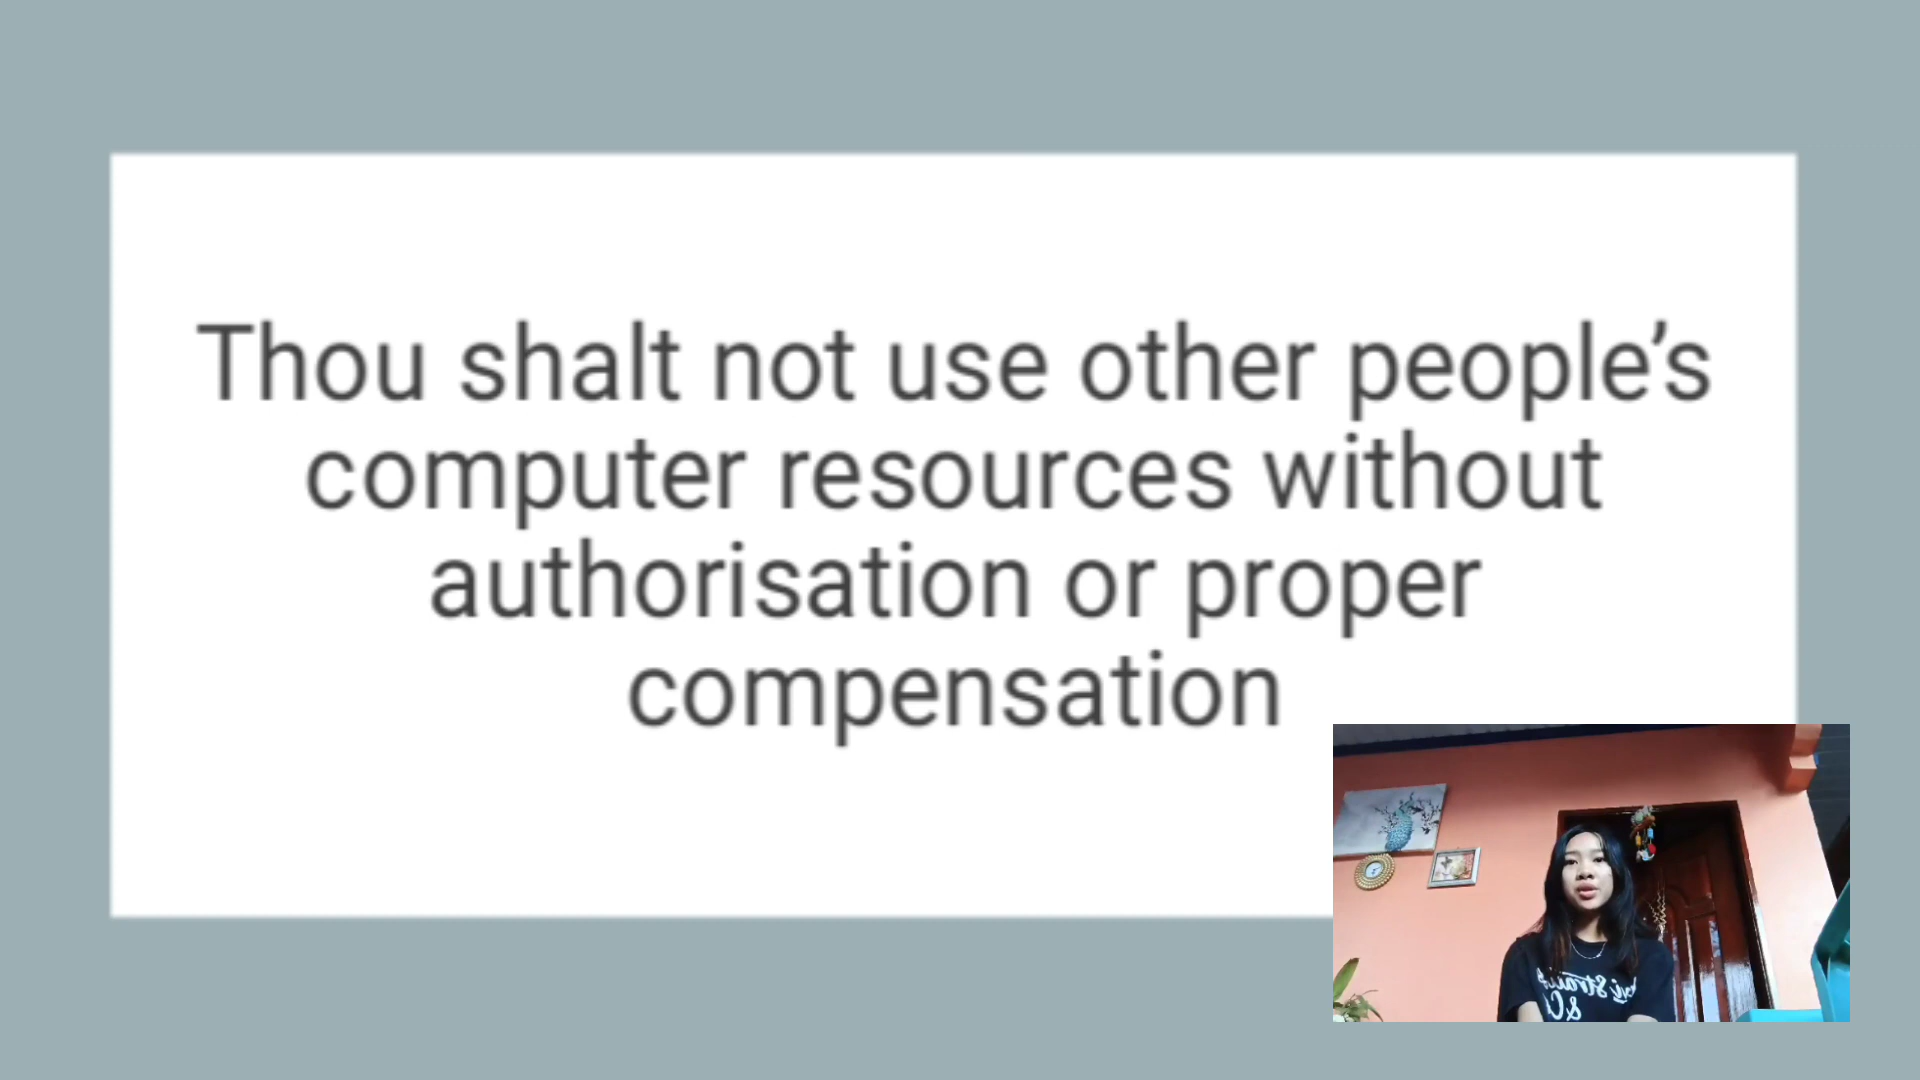 Thou shalt not use other people’s
computer resources without
authorisation or proper
compensation
& C